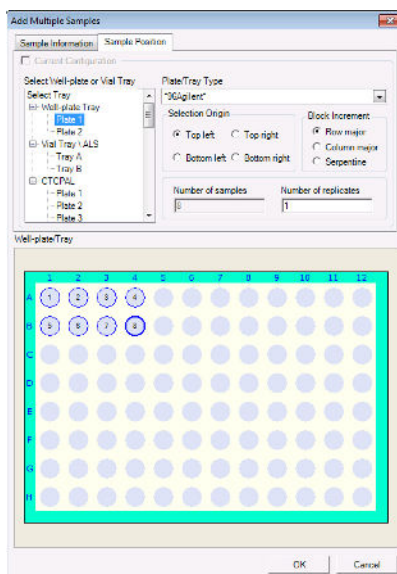 Add Multiple Samples
Sample Information Sample Position
Current Configuration
Select Well-plate or Vial Tray
Select Tray
Well-plate Tray
Plate 1
Plate 2
Vial Tray \ ALS
Tray A
Tray B
CTCPAL
Plate 1
Plate 2
Plate 3
Plate/Tray Type
*96Agilent*
Selection Origin
Top left Top right
Bottom left Bottom right
Block Increment
Row major
Column major
Serpentine
Number of samples Number of replicates
8 1
Well-plate/Tray
1 2 3 4 5 6 7 8 9 10 11 12
A 1 2 3 4
B 5 6 7 8
C
D
E
F
G
H
OK Cancel